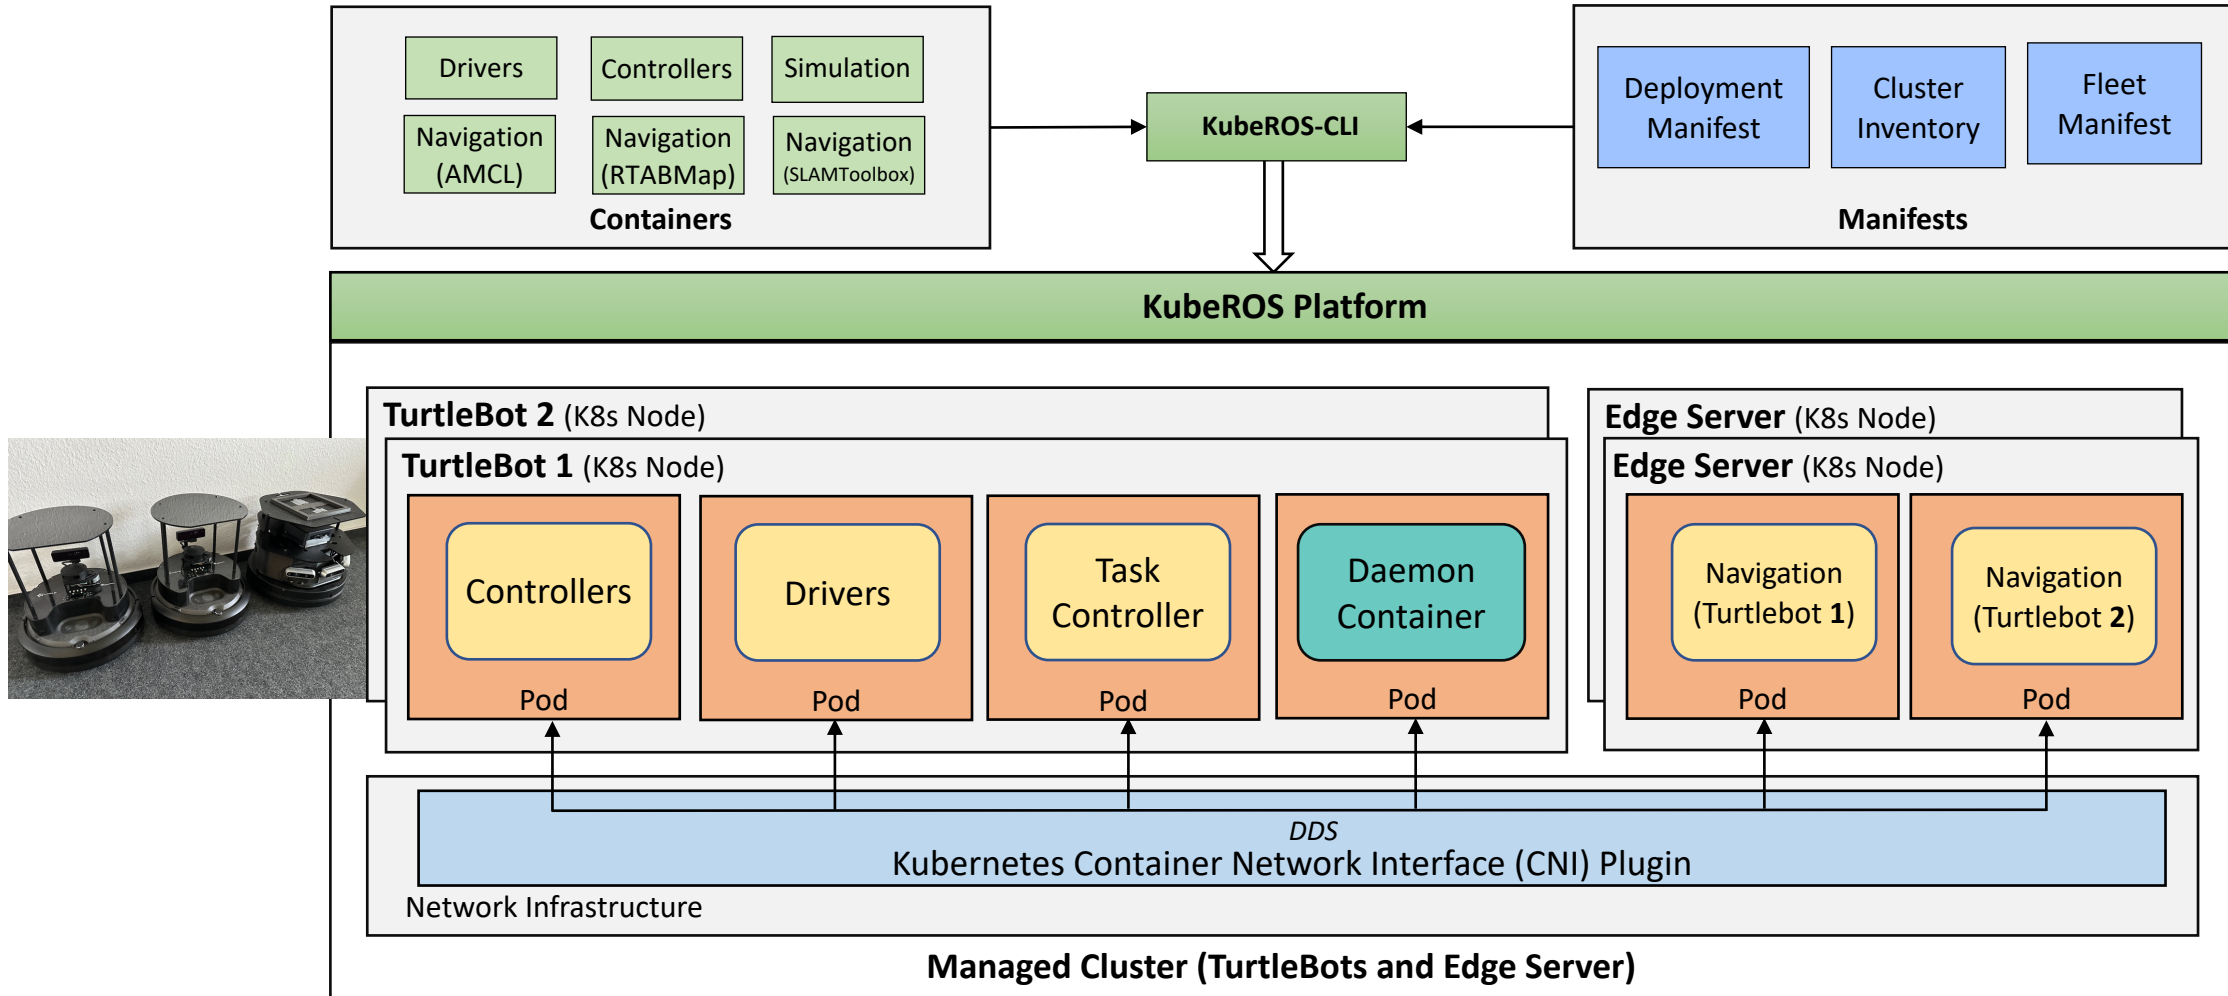 Drivers
Controllers
Simulation
Navigation
(AMCL)
Navigation
(RTABMap)
Navigation
(SLAMToolbox)
Containers
KubeROS-CLI
Deployment
Manifest
Cluster
Inventory
Fleet
Manifest
Manifests
KubeROS Platform
TurtleBot 2 (K8s Node)
TurtleBot 1 (K8s Node)
Controllers
Pod
Drivers
Pod
Task
Controller
Pod
Daemon
Container
Pod
Edge Server (K8s Node)
Edge Server (K8s Node)
Navigation
(Turtlebot 1)
Pod
Navigation
(Turtlebot 2)
Pod
DDS
Kubernetes Container Network Interface (CNI) Plugin
Network Infrastructure
Managed Cluster (TurtleBots and Edge Server)